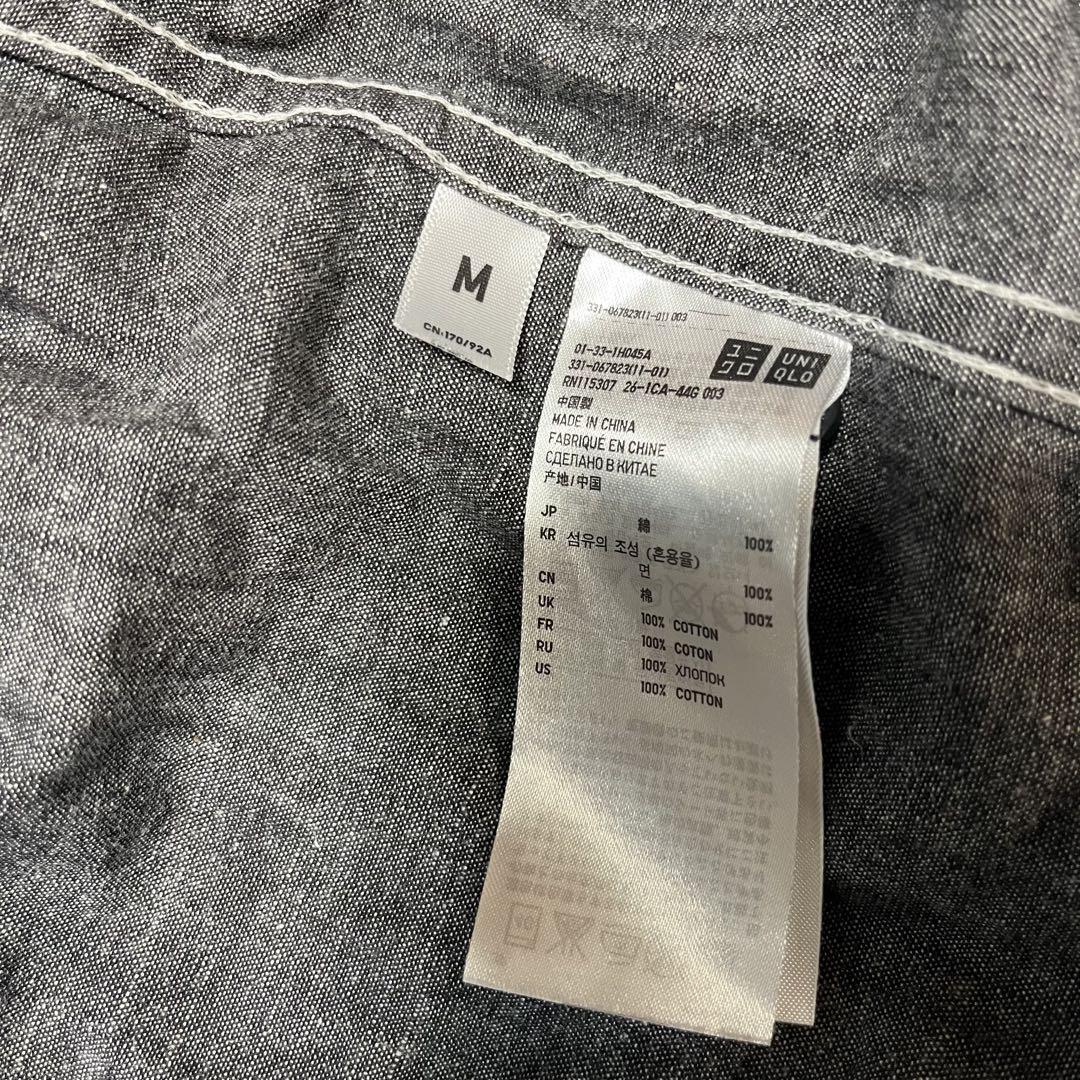 M
CN.170/92A
331-067823(11-01) 003
ユニクロ
UNIQLO
01-33-1H045A
331-067823(11-01)
RN115307 26-1CA-44G 003
中国製
MADE IN CHINA
FABRIQUÉ EN CHINE
СДЕЛАНО В КИТАЕ
产地/中国
JP 綿 100%
KR 섬유의 조성 (혼용율)
면 100%
CN 棉 100%
UK 100% COTTON
FR 100% COTON
RU 100% ХЛОПОК
US 100% COTTON